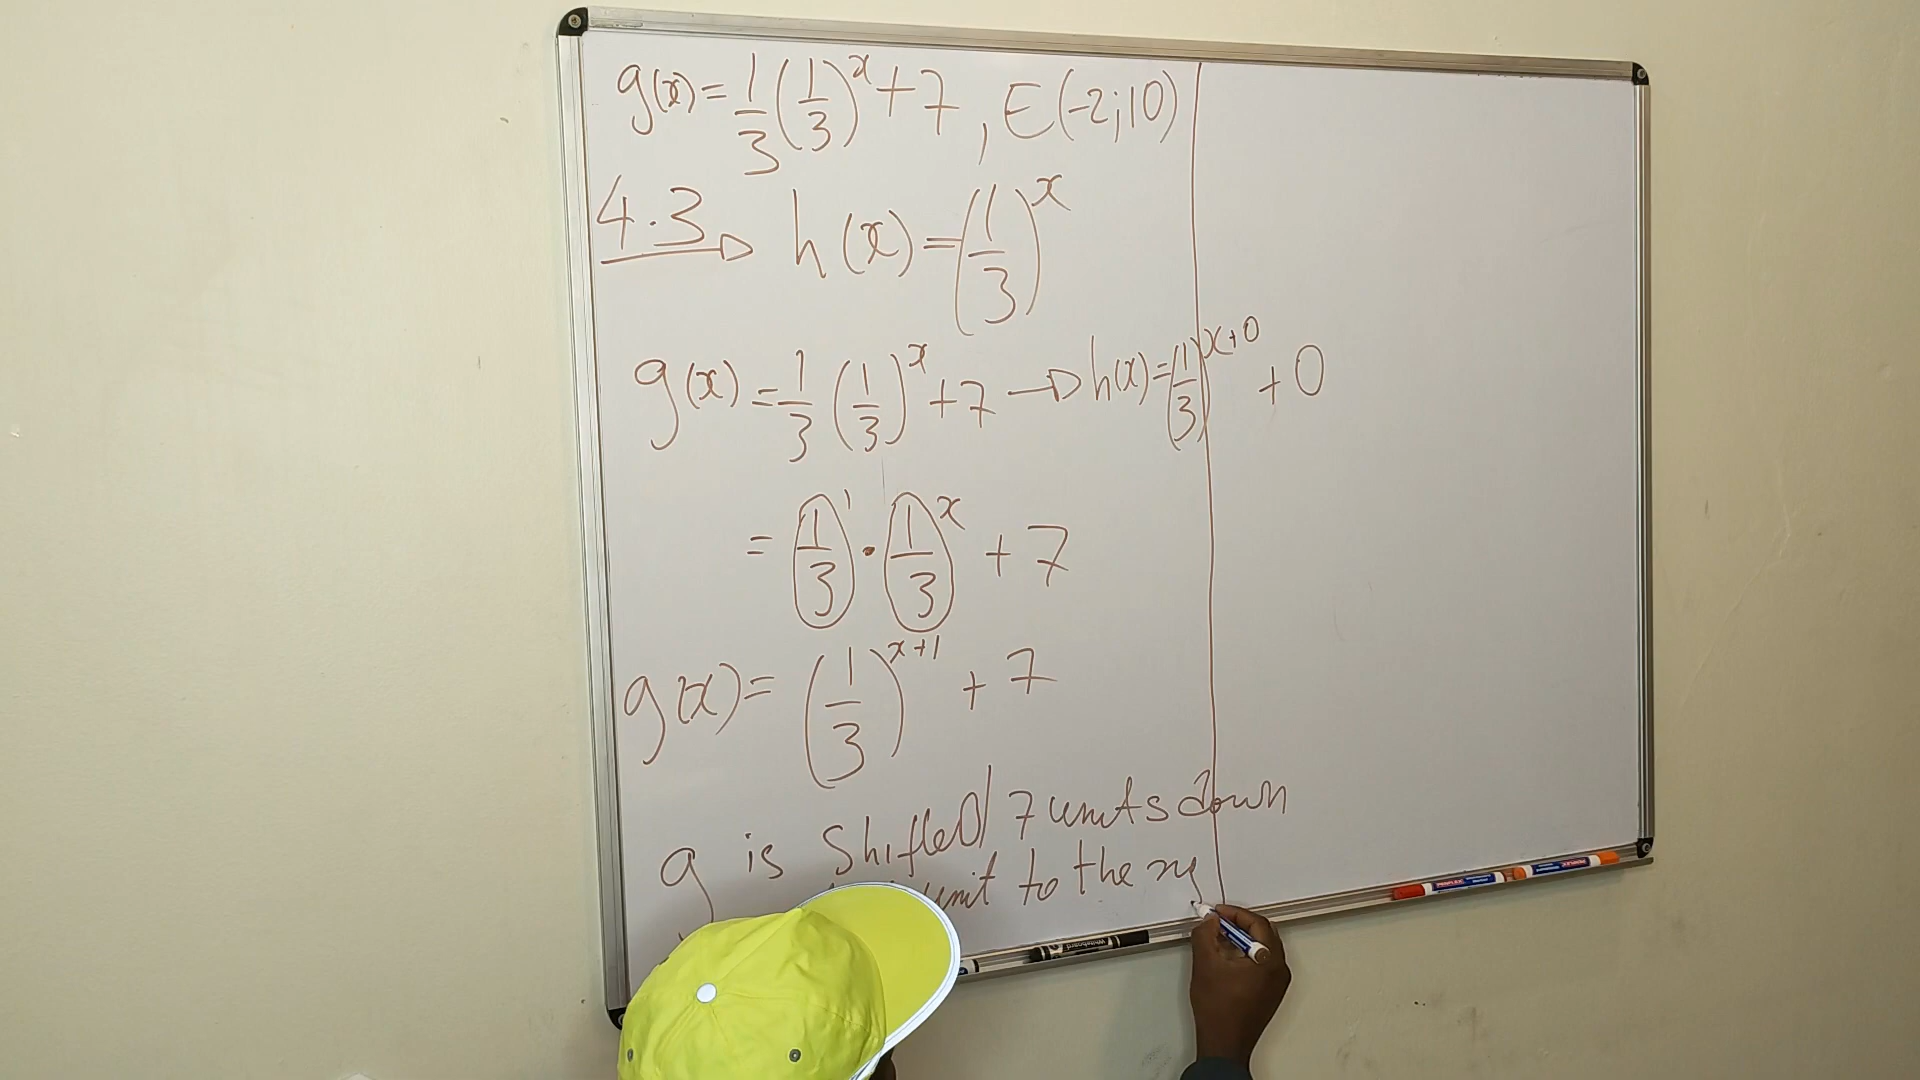 g(x) = 1/3 (1/3)^x + 7 , E(-2;10)
4.3 → h(x) = (1/3)^x
g(x) = 1/3 (1/3)^x + 7 → h(x) = (1/3)^(x+0) + 0
= (1/3)^1 · (1/3)^x + 7
g(x) = (1/3)^(x+1) + 7
g is shifted 7 units down
unit to the
Whiteboard